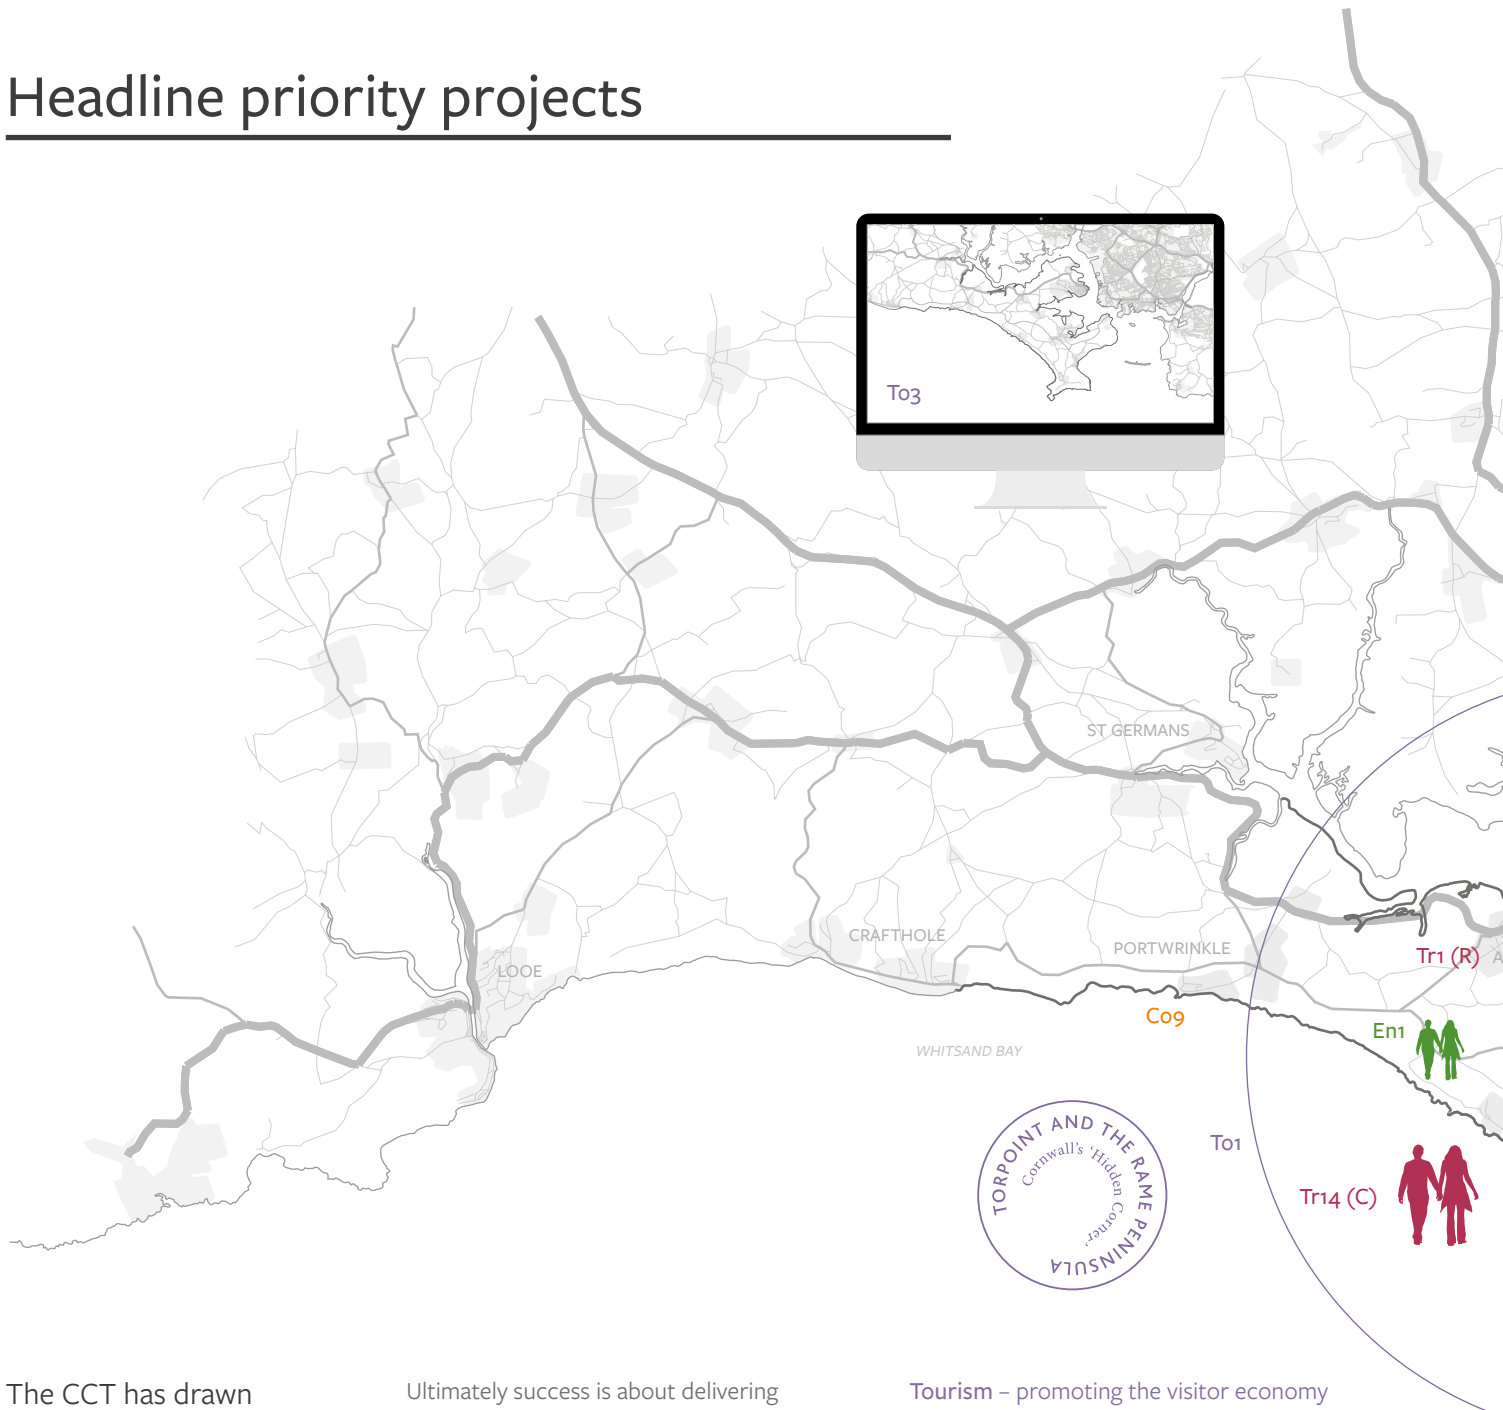 Headline priority projects
To3
ST GERMANS
CRAFTHOLE
PORTWRINKLE
Tr1 (R)
A
LOOE
Co9
En1
WHITSAND BAY
TORPOINT AND THE RAME PENINSULA
Cornwall's 'Hidden Corner'
To1
Tr14 (C)
The CCT has drawn
Ultimately success is about delivering
Tourism – promoting the visitor economy